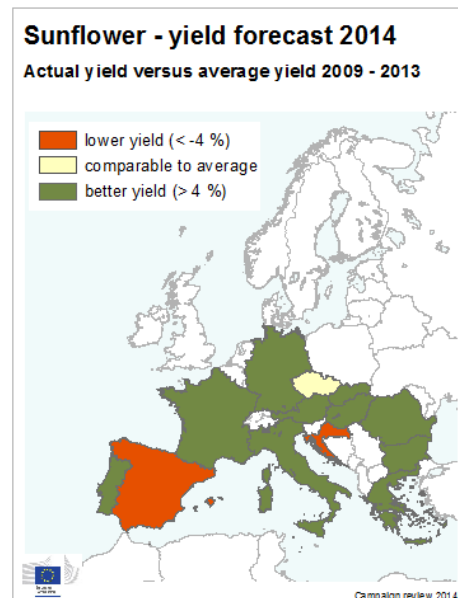 Sunflower - yield forecast 2014
Actual yield versus average yield 2009 - 2013
lower yield (< -4 %)
comparable to average
better yield (> 4 %)
Campaign review 2014